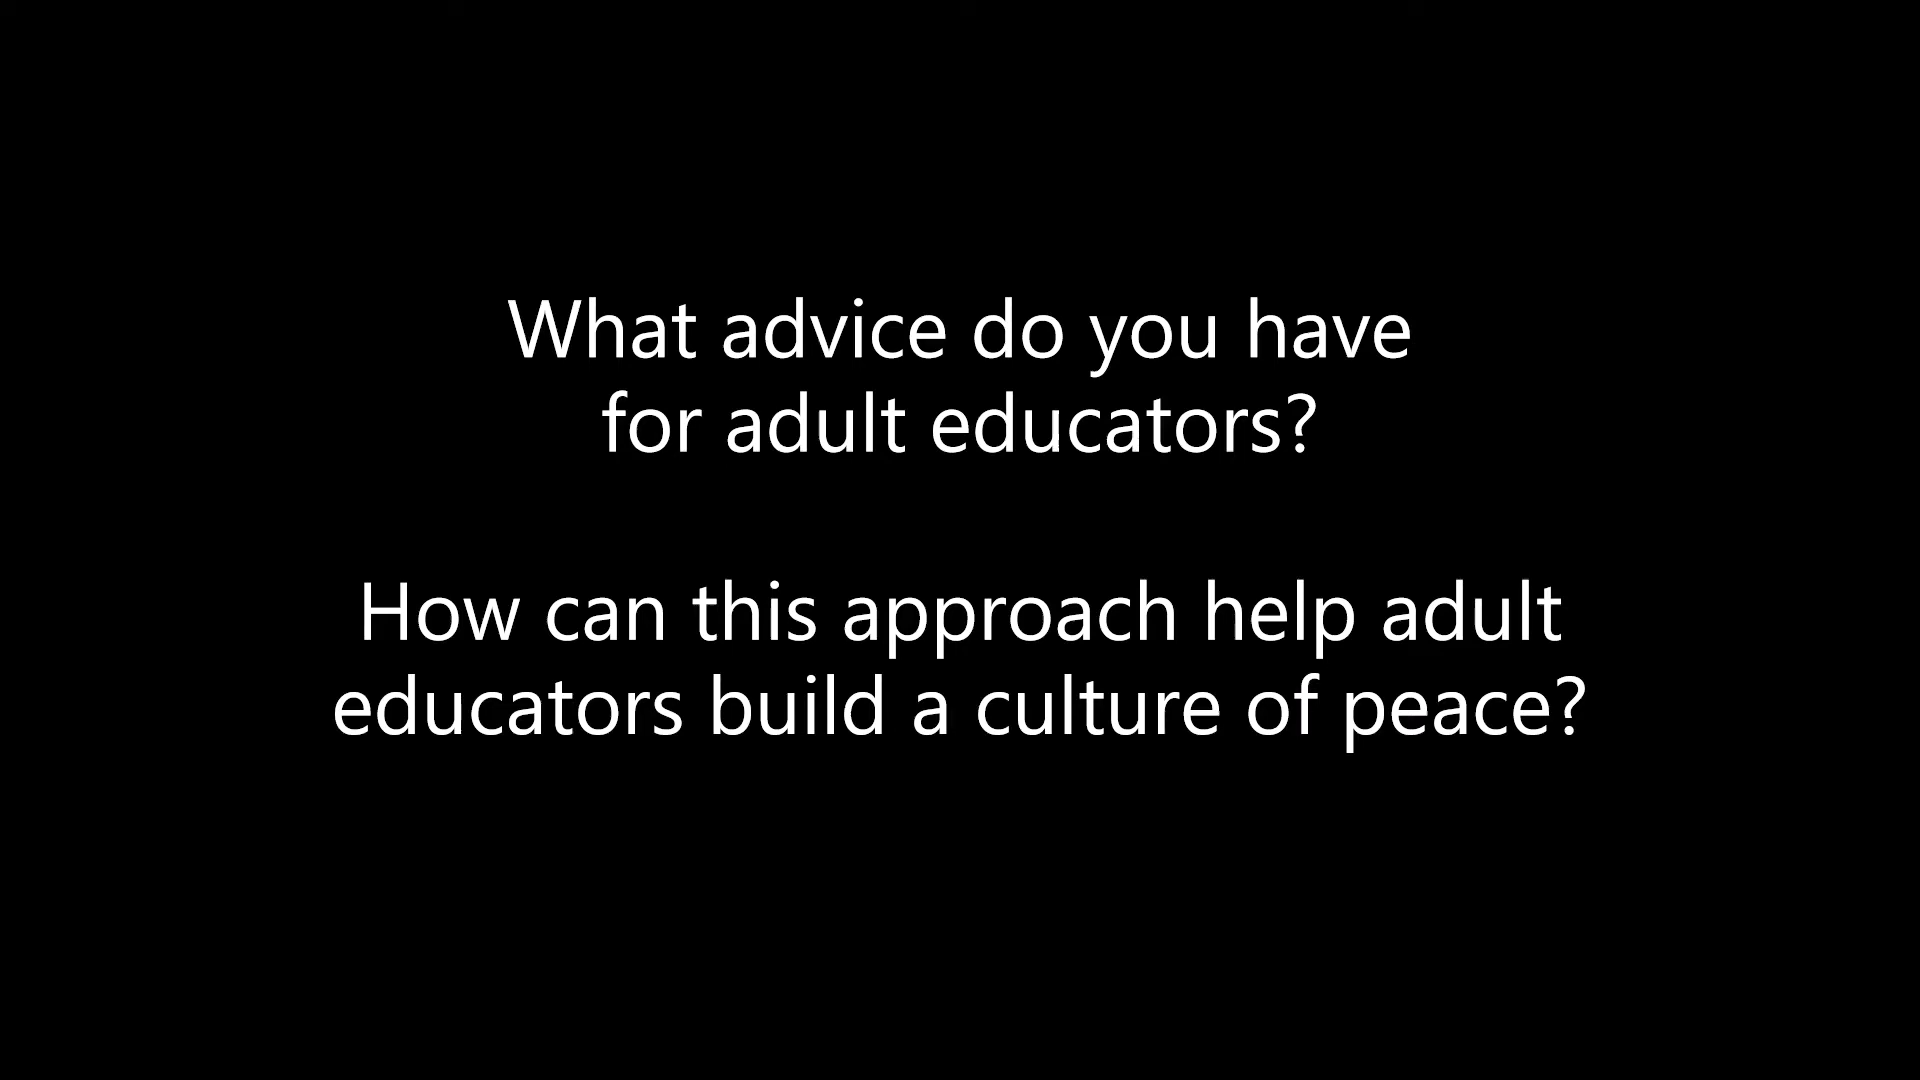 What advice do you have
for adult educators?
How can this approach help adult
educators build a culture of peace?